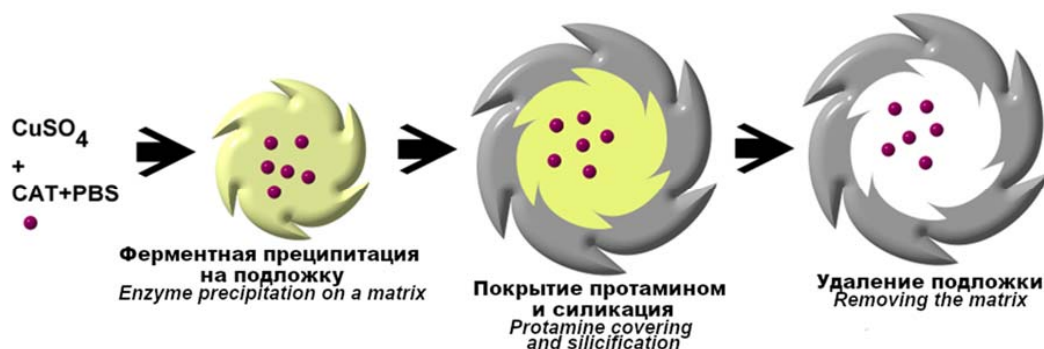 CuSO4
+
CAT+PBS
Ферментная преципитация
на подложку
Enzyme precipitation on a matrix
Покрытие протамином
и силикация
Protamine covering
and silicification
Удаление подложки
Removing the matrix